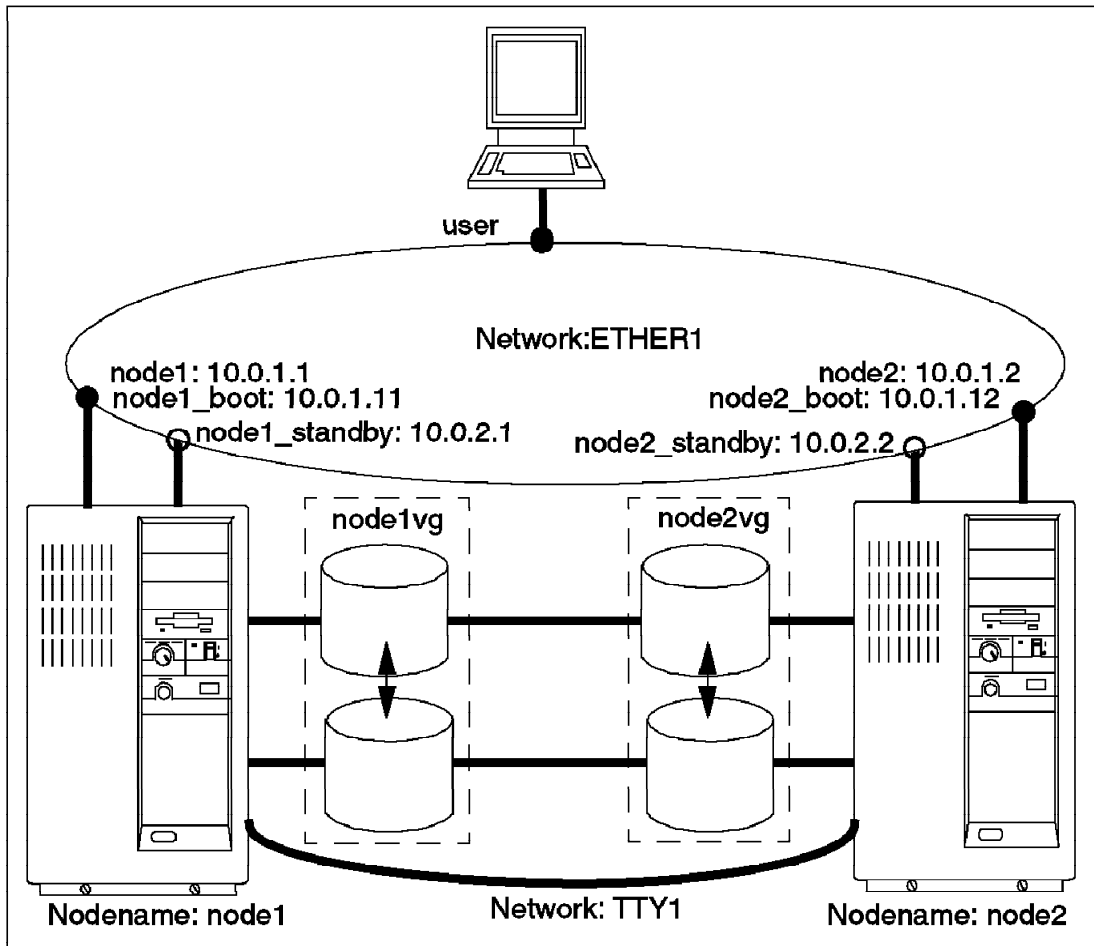 user
Network:ETHER1
node1: 10.0.1.1
node1_boot: 10.0.1.11
node1_standby: 10.0.2.1
node2: 10.0.1.2
node2_boot: 10.0.1.12
node2_standby: 10.0.2.2
node1vg
node2vg
Network: TTY1
Nodename: node1
Nodename: node2